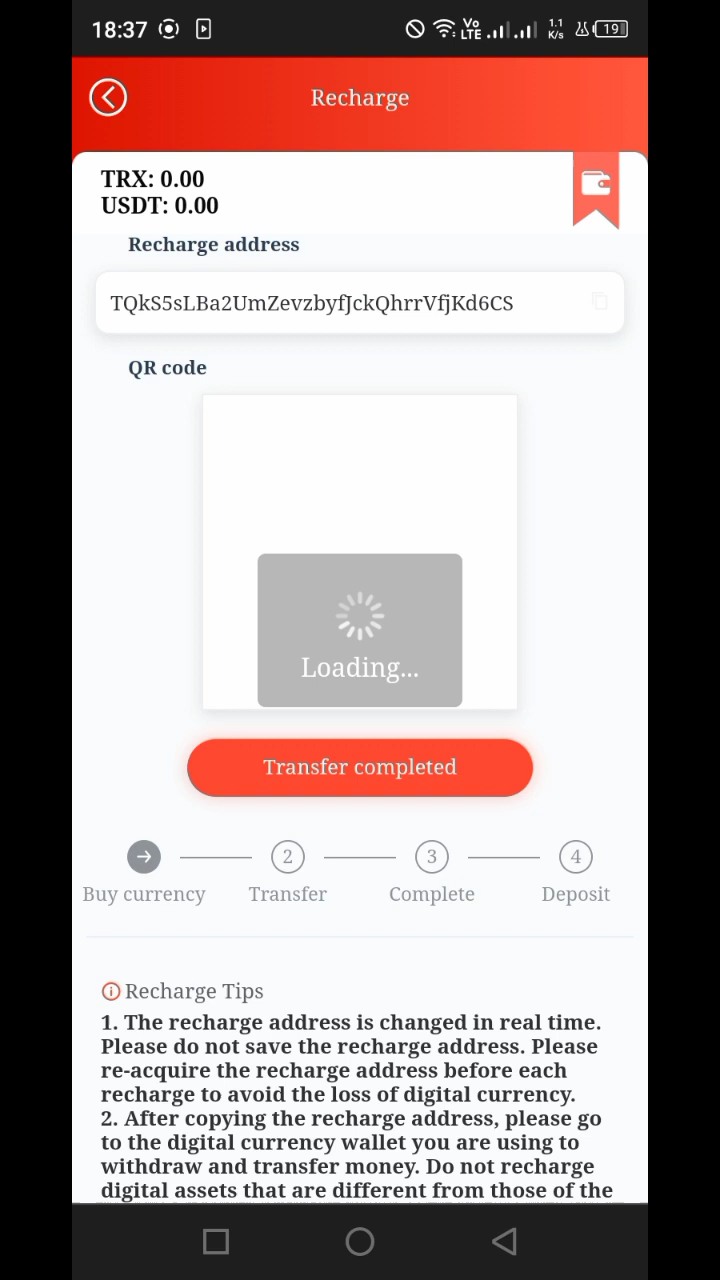 18:37
Vo LTE 1.1 K/s 19
Recharge
TRX: 0.00
USDT: 0.00
Recharge address
TQkS5sLBa2UmZevzbyfJckQhrrVfjKd6CS
QR code
Loading...
Transfer completed
2 3 4
Buy currency Transfer Complete Deposit
Recharge Tips
1. The recharge address is changed in real time.
Please do not save the recharge address. Please
re-acquire the recharge address before each
recharge to avoid the loss of digital currency.
2. After copying the recharge address, please go
to the digital currency wallet you are using to
withdraw and transfer money. Do not recharge
digital assets that are different from those of the